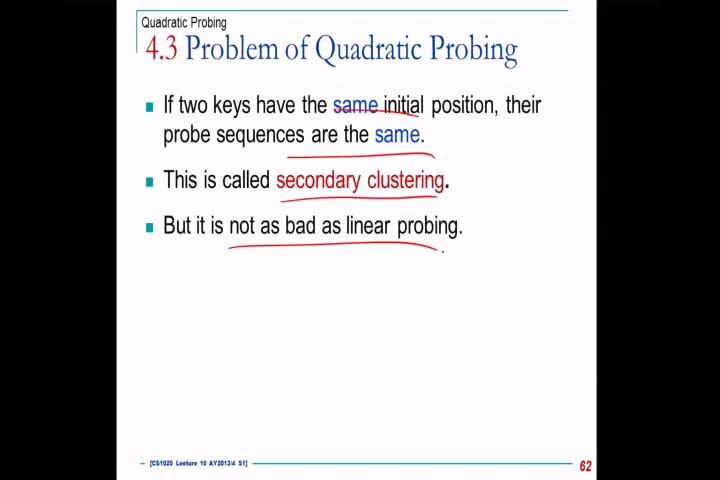 Quadratic Probing
4.3 Problem of Quadratic Probing
If two keys have the same initial position, their
probe sequences are the same.
This is called secondary clustering.
But it is not as bad as linear probing.
[CS1020 Lecture 10 AY2013/4 S1]
62